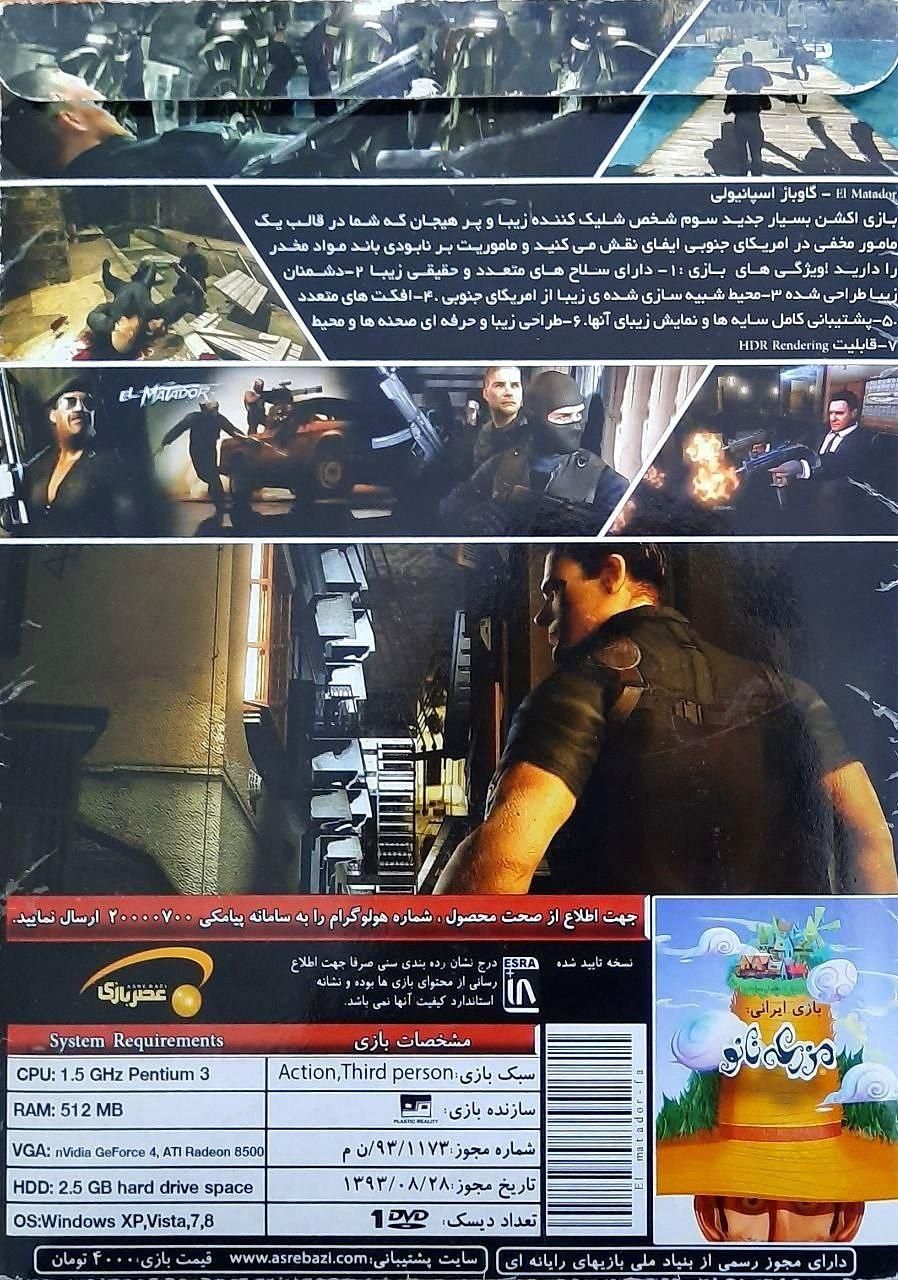 El Matador - گاوباز اسپانیولی
بازی اکشن بسیار جدید سوم شخص شلیک کننده زیبا و پر هیجان که شما در قالب یک
مامور مخفی در امریکای جنوبی ایفای نقش می کنید و ماموریت بر نابودی باند مواد مخدر
را دارید !ویژگی های بازی :۱- دارای سلاح های متعدد و حقیقی زیبا ۲-دشمنان
زیبا طراحی شده ۳-محیط شبیه سازی شده ی زیبا از امریکای جنوبی .۴-افکت های متعدد
.۵-پشتیبانی کامل سایه ها و نمایش زیبای آنها.۶-طراحی زیبا و حرفه ای صحنه ها و محیط
۷-قابلیت HDR Rendering
EL MATADOR
جهت اطلاع از صحت محصول ، شماره هولوگرام را به سامانه پیامکی ۲۰۰۰۰۷۰۰ ارسال نمایید.
نسخه تایید شده
ESRA
+
۱۸
درج نشان رده بندی سنی صرفا جهت اطلاع
رسانی از محتوای بازی ها بوده و نشانه
استاندارد کیفیت آنها نمی باشد.
ASREBAZI
عصربازی
بازی ایرانی:
مزرعه نانو
مشخصات بازی
System Requirements
سبک بازی:Action,Third person
CPU: 1.5 GHz Pentium 3
سازنده بازی:
PLASTIC REALITY
RAM: 512 MB
شماره مجوز:۹۳/۱۱۷۳/ن م
VGA: nVidia GeForce 4, ATI Radeon 8500
تاریخ مجوز:۱۳۹۳/۰۸/۲۸
HDD: 2.5 GB hard drive space
تعداد دیسک: 1 DVD
OS:Windows XP,Vista,7,8
El matador-fa
دارای مجوز رسمی از بنیاد ملی بازیهای رایانه ای
سایت پشتیبانی:www.asrebazi.com قیمت بازی:۴۰۰۰ تومان